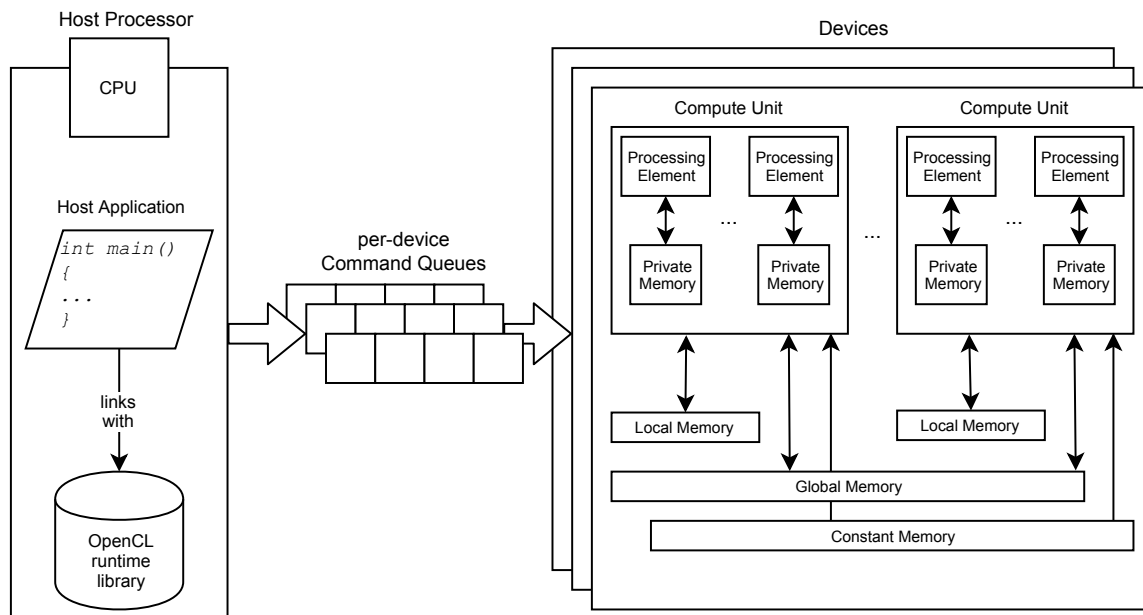 Host Processor
CPU
Host Application
int main()
{
...
}
links
with
OpenCL
runtime
library
per-device
Command Queues
Devices
Compute Unit
Processing
Element
Processing
Element
...
Private
Memory
Private
Memory
...
Compute Unit
Processing
Element
Processing
Element
...
Private
Memory
Private
Memory
Local Memory
Local Memory
Global Memory
Constant Memory